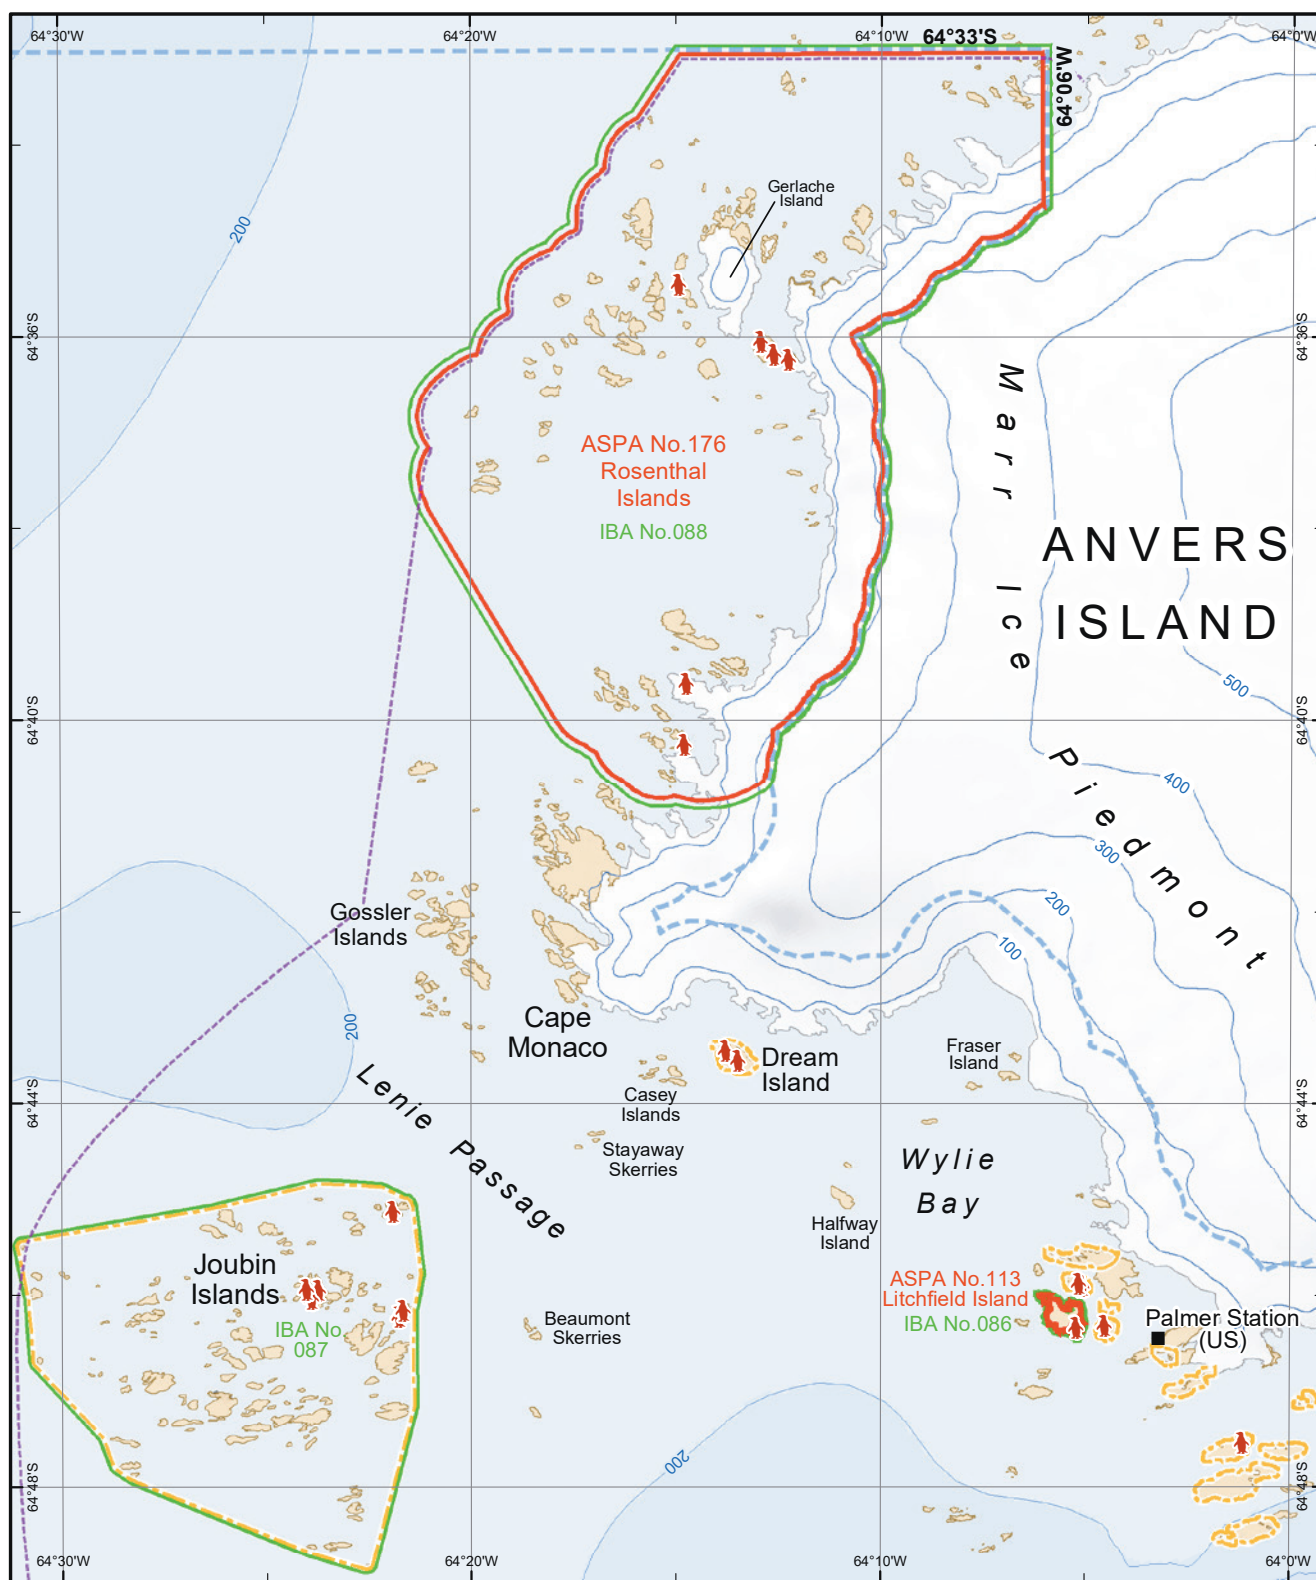 64°30'W
64°20'W
64°10'W
64°33'S
64°0'W
64°06'W
200
Gerlache
Island
64°36'S
64°36'S
Marr Ice Piedmont
ASPA No.176
Rosenthal
Islands
IBA No.088
ANVERS
ISLAND
500
64°40'S
64°40'S
400
300
200
100
Gossler
Islands
200
Cape
Monaco
Dream
Island
Fraser
Island
Casey
Islands
64°44'S
64°44'S
Lenie Passage
Stayaway
Skerries
Wylie
Bay
Halfway
Island
Joubin
Islands
IBA No.
087
ASPA No.113
Litchfield Island
IBA No.086
Beaumont
Skerries
Palmer Station
(US)
200
64°48'S
64°48'S
64°30'W
64°20'W
64°10'W
64°0'W